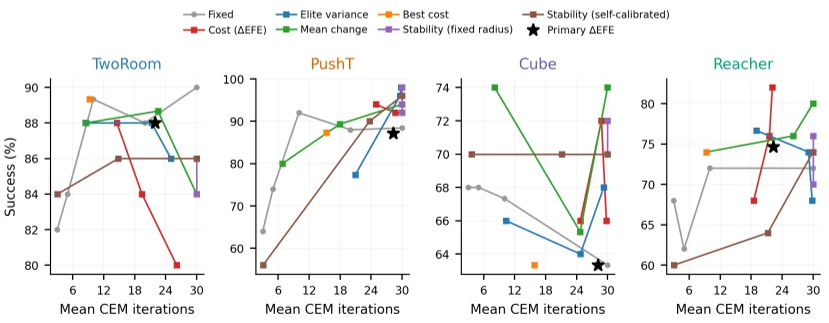 Fixed Elite variance Best cost Stability (self-calibrated)
Cost (ΔEFE) Mean change Stability (fixed radius) Primary ΔEFE
TwoRoom PushT Cube Reacher
Success (%)
90 88 86 84 82 80
100 90 80 70 60
74 72 70 68 66 64
80 75 70 65 60
6 12 18 24 30 6 12 18 24 30 6 12 18 24 30 6 12 18 24 30
Mean CEM iterations Mean CEM iterations Mean CEM iterations Mean CEM iterations